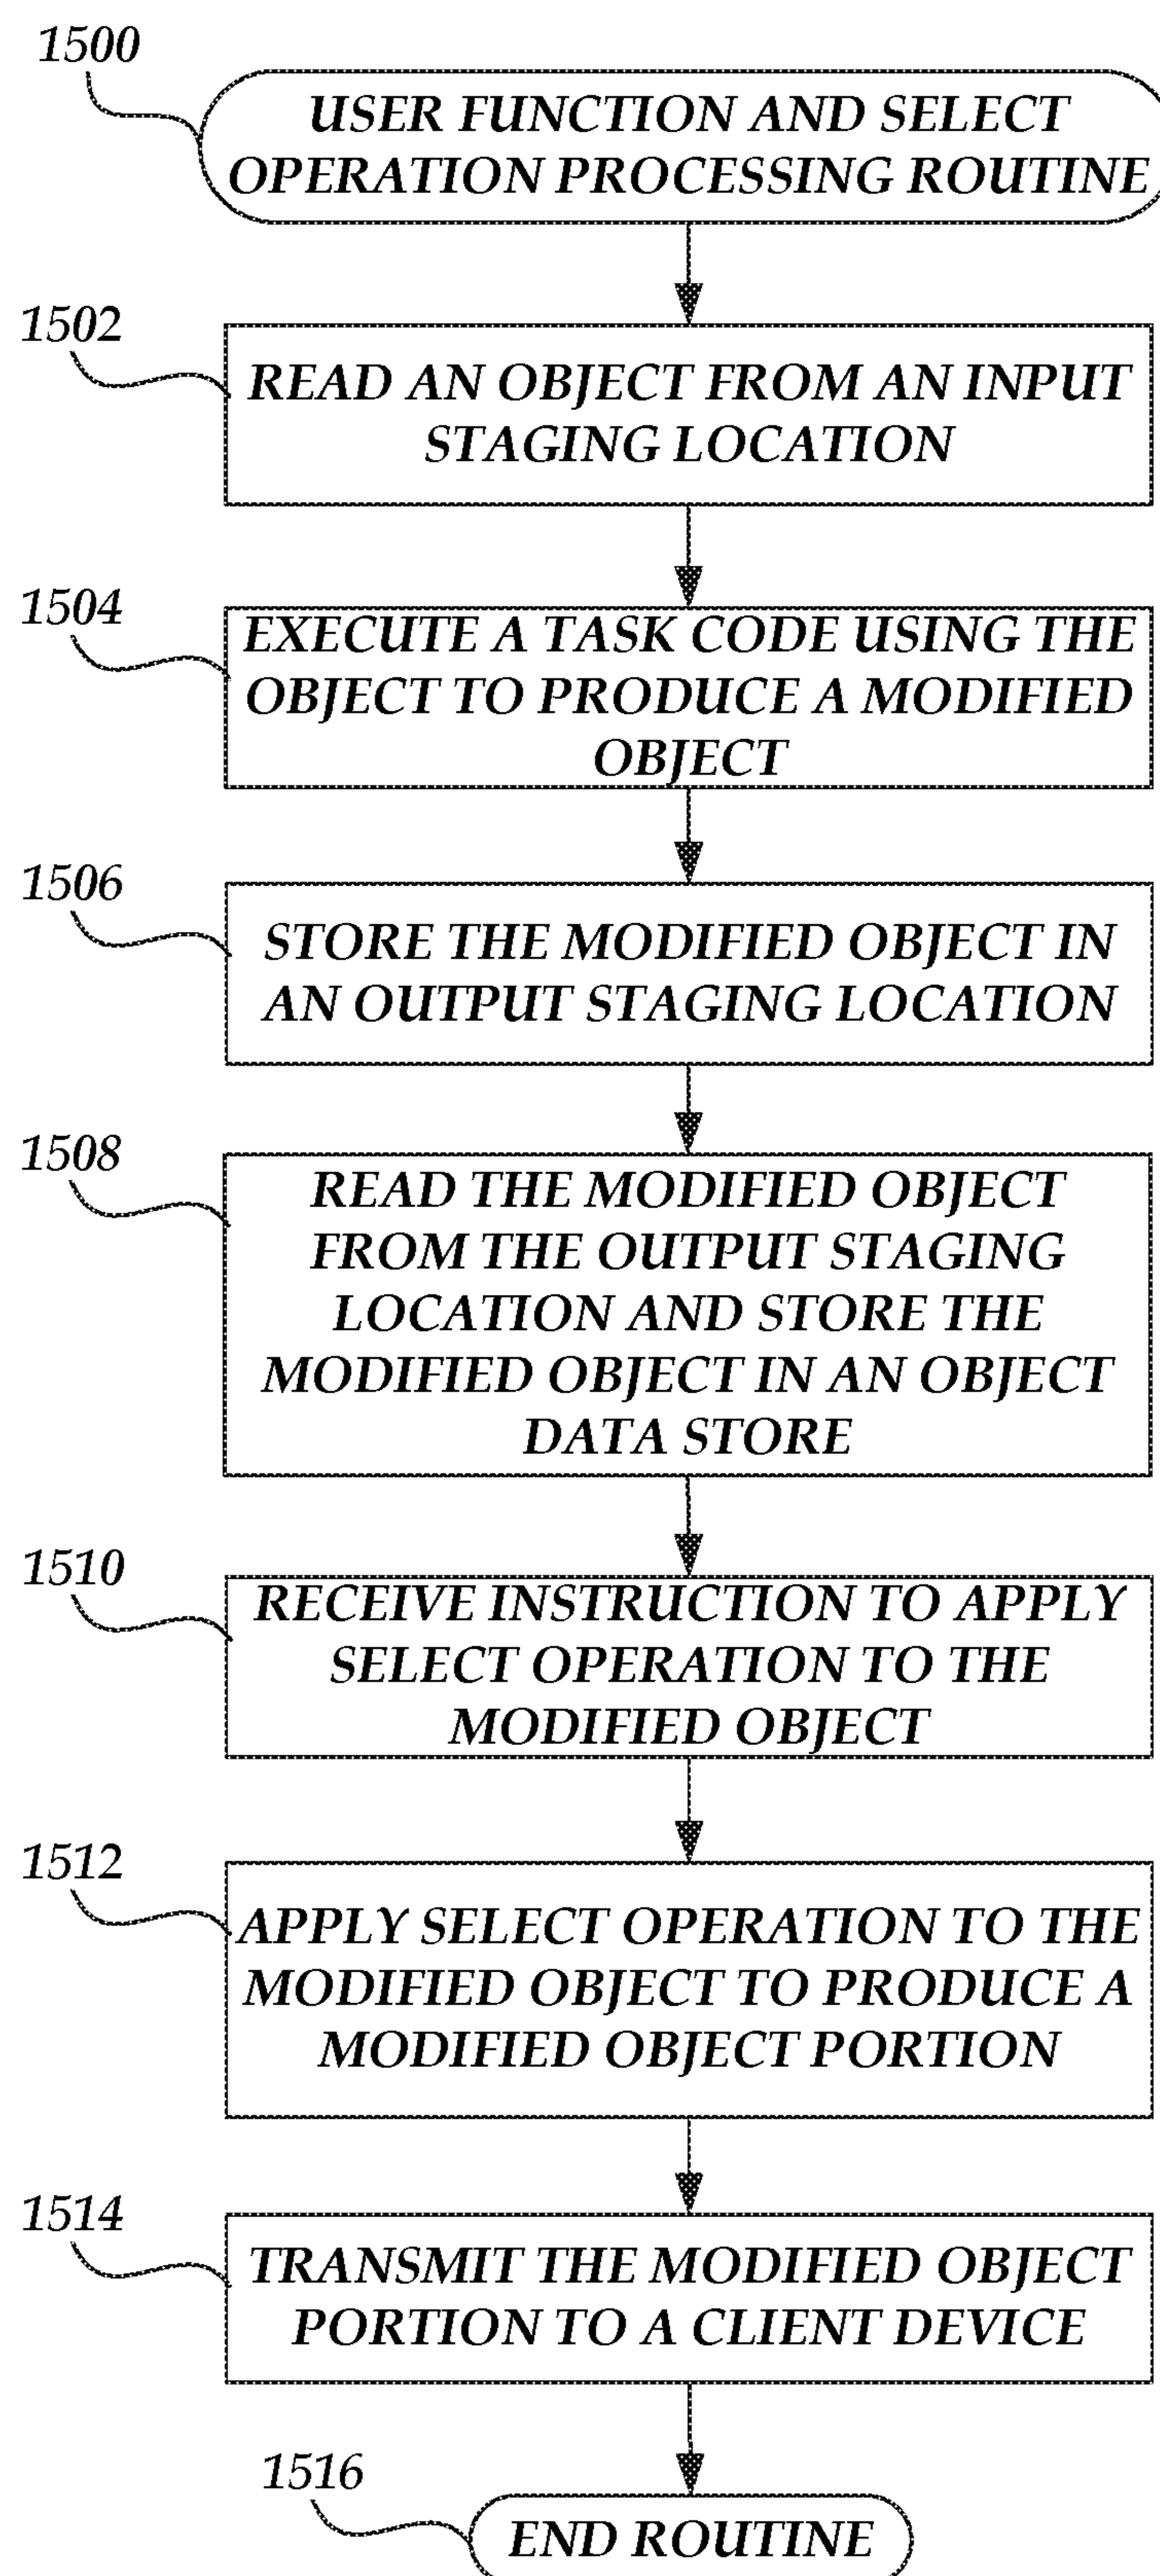 1500
USER FUNCTION AND SELECT
OPERATION PROCESSING ROUTINE
1502
READ AN OBJECT FROM AN INPUT
STAGING LOCATION
1504
EXECUTE A TASK CODE USING THE
OBJECT TO PRODUCE A MODIFIED
OBJECT
1506
STORE THE MODIFIED OBJECT IN
AN OUTPUT STAGING LOCATION
1508
READ THE MODIFIED OBJECT
FROM THE OUTPUT STAGING
LOCATION AND STORE THE
MODIFIED OBJECT IN AN OBJECT
DATA STORE
1510
RECEIVE INSTRUCTION TO APPLY
SELECT OPERATION TO THE
MODIFIED OBJECT
1512
APPLY SELECT OPERATION TO THE
MODIFIED OBJECT TO PRODUCE A
MODIFIED OBJECT PORTION
1514
TRANSMIT THE MODIFIED OBJECT
PORTION TO A CLIENT DEVICE
1516
END ROUTINE